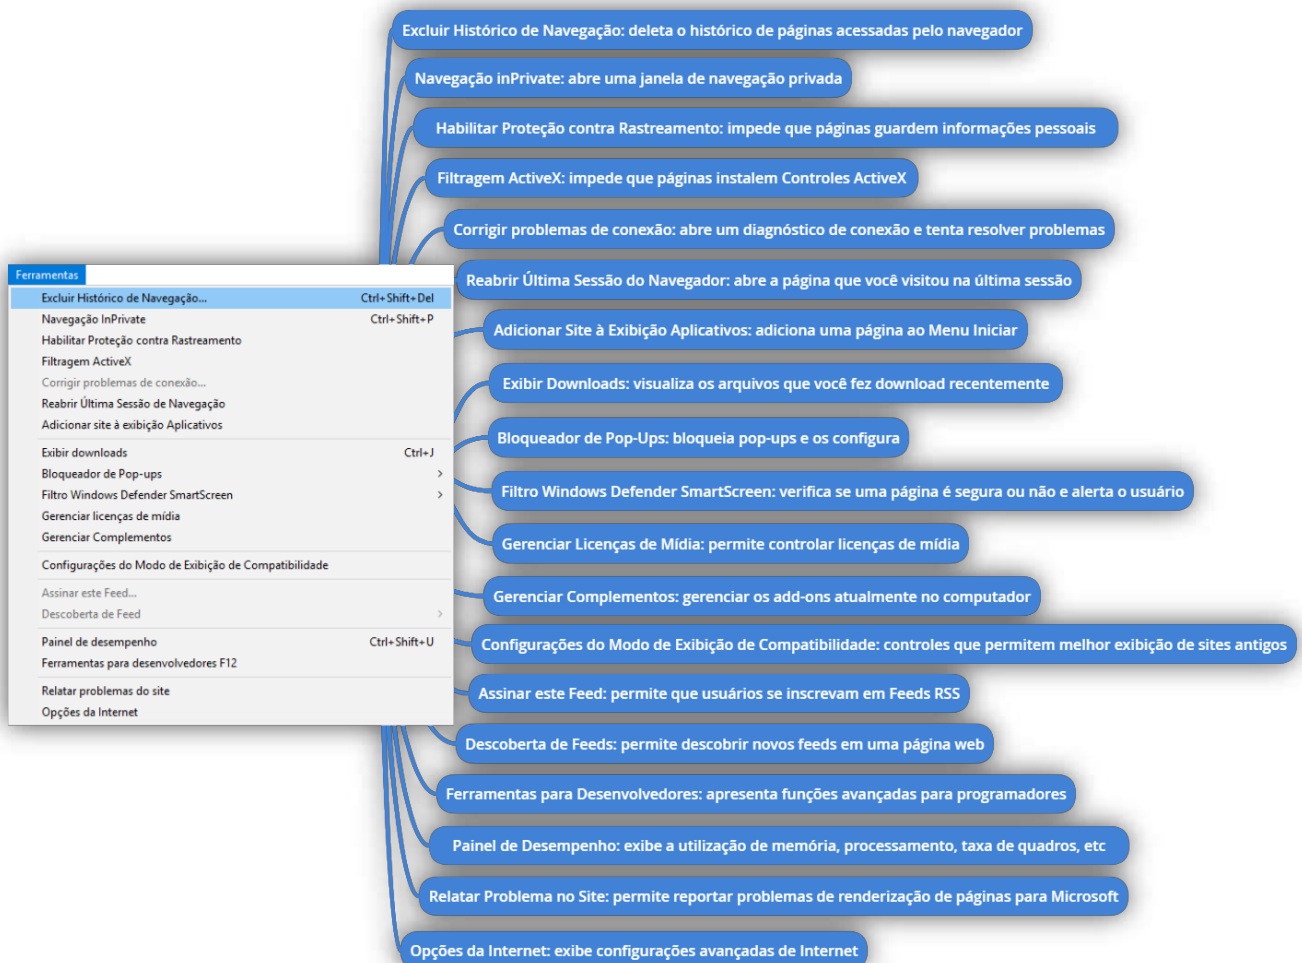 Excluir Histórico de Navegação: deleta o histórico de páginas acessadas pelo navegador
Navegação inPrivate: abre uma janela de navegação privada
Habilitar Proteção contra Rastreamento: impede que páginas guardem informações pessoais
Filtragem ActiveX: impede que páginas instalem Controles ActiveX
Corrigir problemas de conexão: abre um diagnóstico de conexão e tenta resolver problemas
Reabrir Última Sessão do Navegador: abre a página que você visitou na última sessão
Adicionar Site à Exibição Aplicativos: adiciona uma página ao Menu Iniciar
Exibir Downloads: visualiza os arquivos que você fez download recentemente
Bloqueador de Pop-Ups: bloqueia pop-ups e os configura
Filtro Windows Defender SmartScreen: verifica se uma página é segura ou não e alerta o usuário
Gerenciar Licenças de Mídia: permite controlar licenças de mídia
Gerenciar Complementos: gerenciar os add-ons atualmente no computador
Configurações do Modo de Exibição de Compatibilidade: controles que permitem melhor exibição de sites antigos
Assinar este Feed: permite que usuários se inscrevam em Feeds RSS
Descoberta de Feeds: permite descobrir novos feeds em uma página web
Ferramentas para Desenvolvedores: apresenta funções avançadas para programadores
Painel de Desempenho: exibe a utilização de memória, processamento, taxa de quadros, etc
Relatar Problema no Site: permite reportar problemas de renderização de páginas para Microsoft
Opções da Internet: exibe configurações avançadas de Internet
Ferramentas
Excluir Histórico de Navegação... Ctrl+Shift+Del
Navegação InPrivate Ctrl+Shift+P
Habilitar Proteção contra Rastreamento
Filtragem ActiveX
Corrigir problemas de conexão...
Reabrir Última Sessão de Navegação
Adicionar site à exibição Aplicativos
Exibir downloads Ctrl+J
Bloqueador de Pop-ups >
Filtro Windows Defender SmartScreen >
Gerenciar licenças de mídia
Gerenciar Complementos
Configurações do Modo de Exibição de Compatibilidade
Assinar este Feed...
Descoberta de Feed >
Painel de desempenho Ctrl+Shift+U
Ferramentas para desenvolvedores F12
Relatar problemas do site
Opções da Internet